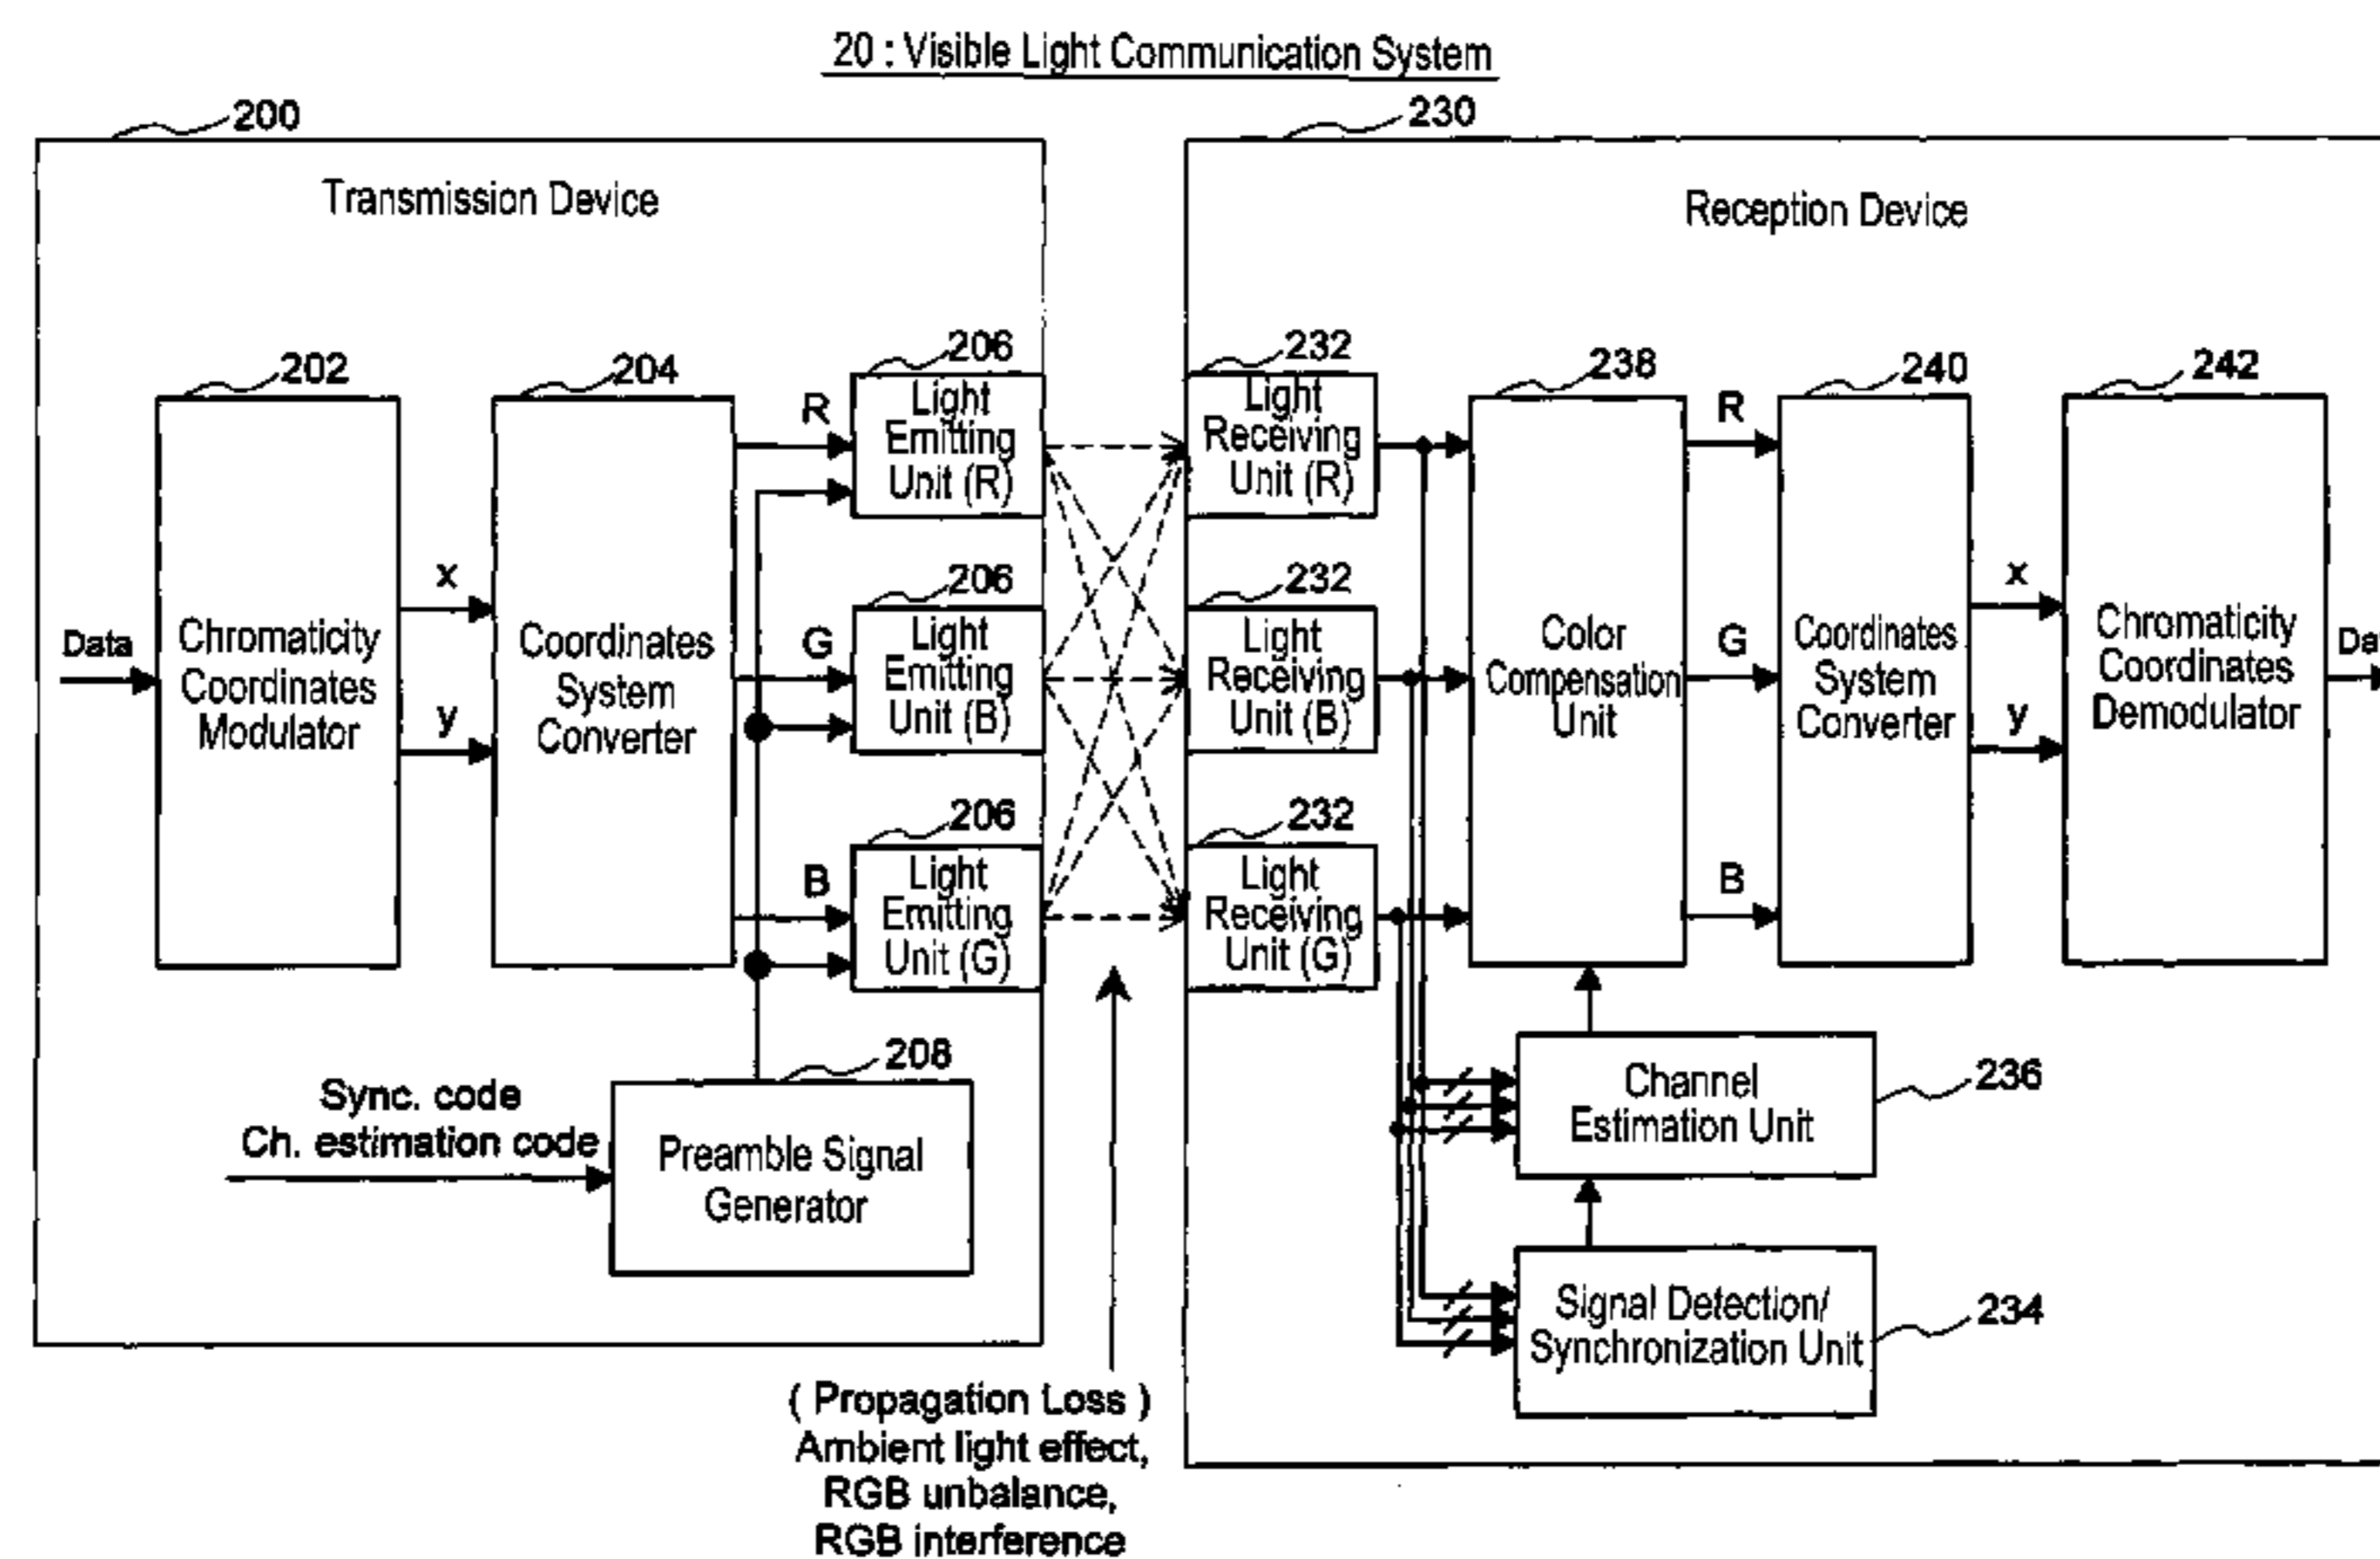 20 : Visible Light Communication System
200
230
Transmission Device
Reception Device
202
204
206
232
238
240
242
R
Light
Emitting
Unit (R)
Light
Receiving
Unit (R)
R
x
206
232
x
Data
Chromaticity
Coordinates
Modulator
Coordinates
System
Converter
G
Light
Emitting
Unit (B)
Light
Receiving
Unit (B)
Color
Compensation
Unit
G
Coordinates
System
Converter
Chromaticity
Coordinates
Demodulator
Da
y
y
206
232
B
Light
Emitting
Unit (G)
Light
Receiving
Unit (G)
B
208
Sync. code
Ch. estimation code
Preamble Signal
Generator
Channel
Estimation Unit
236
Signal Detection/
Synchronization Unit
234
( Propagation Loss )
Ambient light effect,
RGB unbalance,
RGB interference